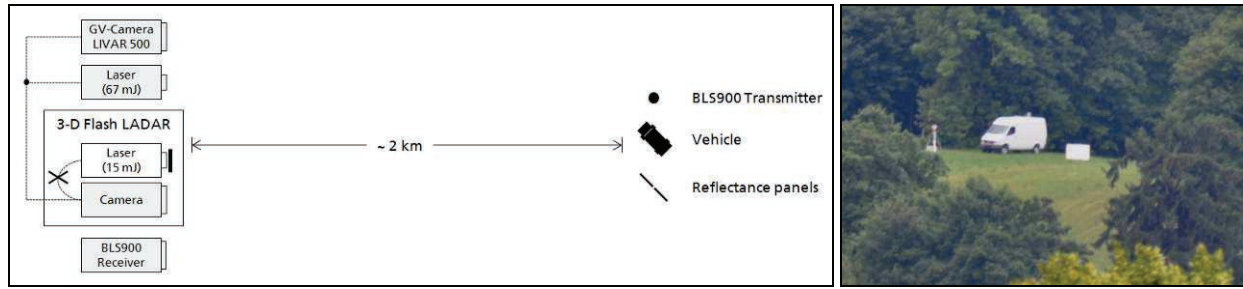 GV-Camera
LIVAR 500
Laser
(67 mJ)
3-D Flash LADAR
Laser
(15 mJ)
Camera
BLS900
Receiver
~ 2 km
BLS900 Transmitter
Vehicle
Reflectance panels